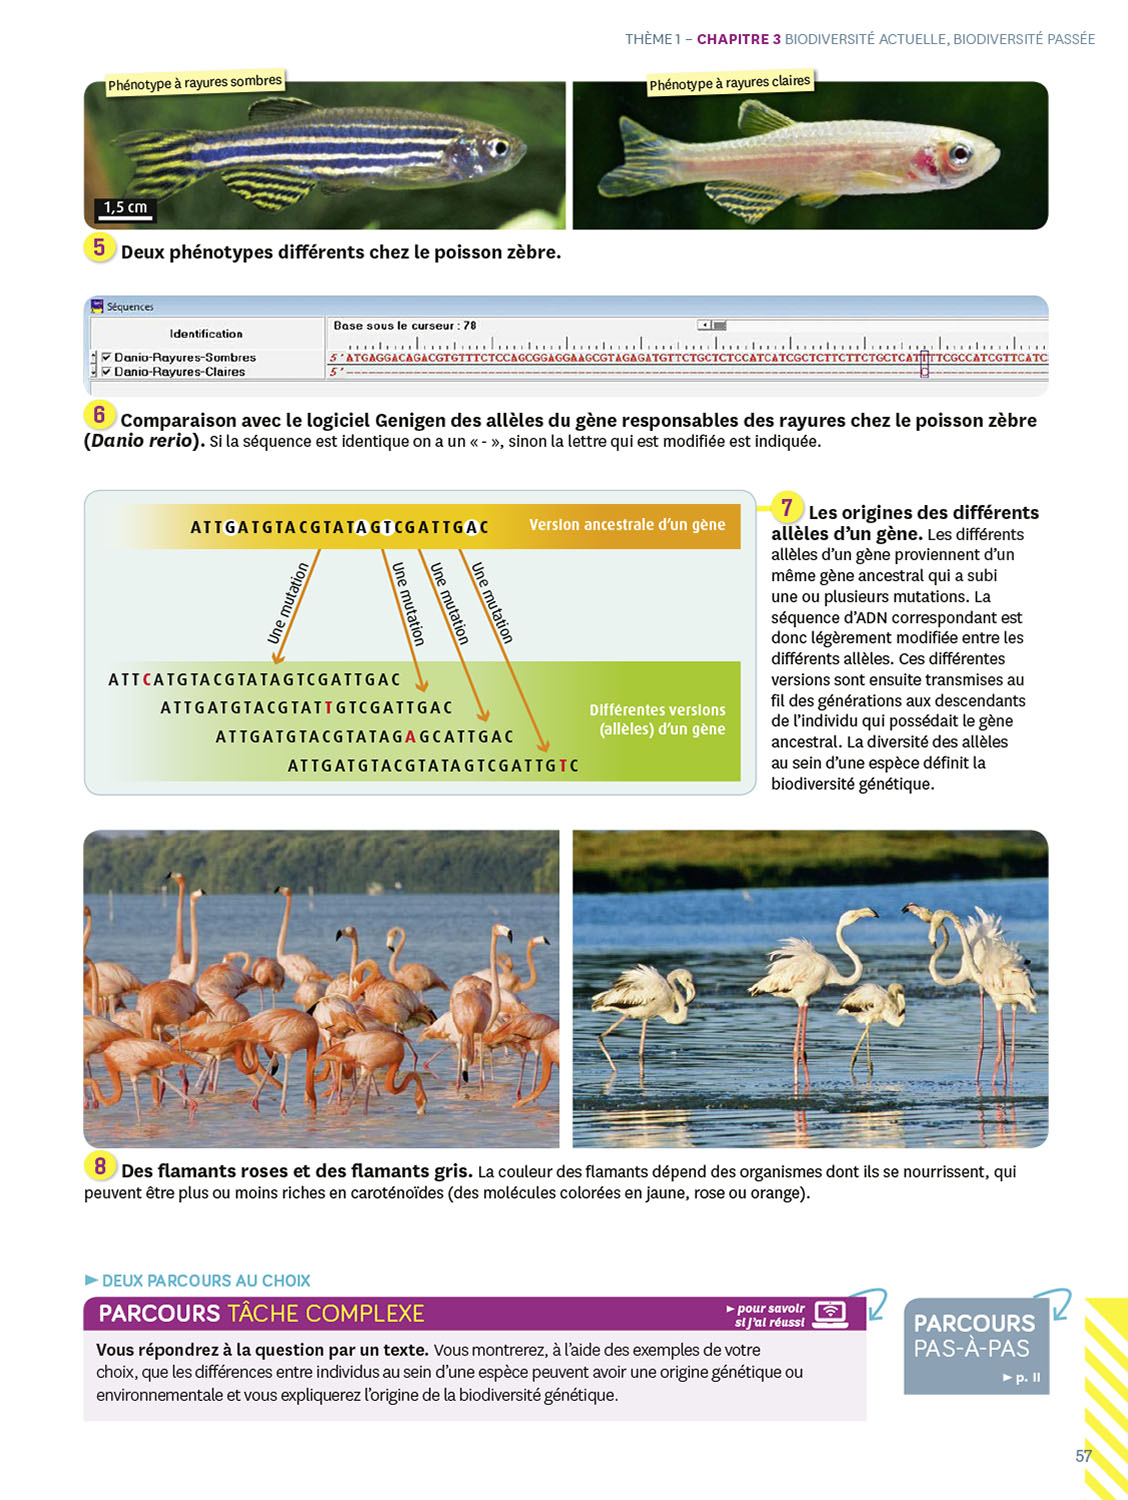 THÈME 1 – CHAPITRE 3 BIODIVERSITÉ ACTUELLE, BIODIVERSITÉ PASSÉE
Phénotype à rayures sombres
Phénotype à rayures claires
1,5 cm
5 Deux phénotypes différents chez le poisson zèbre.
Séquences
Identification
Base sous le curseur : 78
Danio-Rayures-Sombres
5'ATGAGGACAGACGTGTTTCTCCAGCGGAGGAAGCGTAGAGATGTTCTGCTCTCCATCATCGCTCTTCTTCTGCTCATTTTCGCCATCGTTCATC
Danio-Rayures-Claires
5'
6 Comparaison avec le logiciel Genigen des allèles du gène responsables des rayures chez le poisson zèbre
(Danio rerio). Si la séquence est identique on a un « - », sinon la lettre qui est modifiée est indiquée.
ATTGATGTACGTATAGTCGATTGAC
Version ancestrale d'un gène
Une mutation
Une mutation
Une mutation
Une mutation
ATTCATGTACGTATAGTCGATTGAC
ATTGATGTACGTATTGTCGATTGAC
ATTGATGTACGTATAGAGCATTGAC
ATTGATGTACGTATAGTCGATTGTC
Différentes versions
(allèles) d'un gène
7 Les origines des différents
allèles d'un gène. Les différents
allèles d'un gène proviennent d'un
même gène ancestral qui a subi
une ou plusieurs mutations. La
séquence d'ADN correspondant est
donc légèrement modifiée entre les
différents allèles. Ces différentes
versions sont ensuite transmises au
fil des générations aux descendants
de l'individu qui possédait le gène
ancestral. La diversité des allèles
au sein d'une espèce définit la
biodiversité génétique.
8 Des flamants roses et des flamants gris. La couleur des flamants dépend des organismes dont ils se nourrissent, qui
peuvent être plus ou moins riches en caroténoïdes (des molécules colorées en jaune, rose ou orange).
► DEUX PARCOURS AU CHOIX
PARCOURS TÂCHE COMPLEXE
► pour savoir
si j'ai réussi
Vous répondrez à la question par un texte. Vous montrerez, à l'aide des exemples de votre
choix, que les différences entre individus au sein d'une espèce peuvent avoir une origine génétique ou
environnementale et vous expliquerez l'origine de la biodiversité génétique.
PARCOURS
PAS-À-PAS
► p. II
57